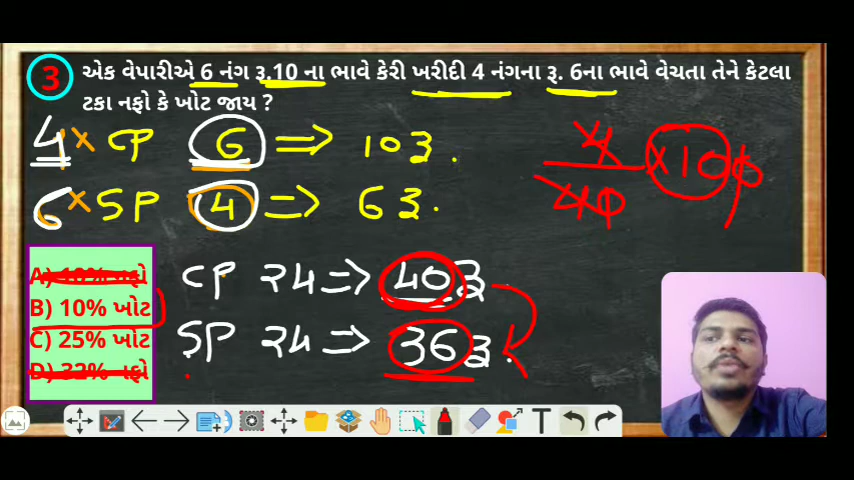 3 એક વેપારીએ 6 નંગ રૂ.10 ના ભાવે કેરી ખરીદી 4 નંગના રૂ. 6ના ભાવે વેચતા તેને કેટલા
ટકા નફો કે ખોટ જાય ?
4 × CP 6 ⇒ 10રૂ.
6 × SP 4 ⇒ 6રૂ.
4/40 × 100
A) 10% નફો
B) 10% ખોટ
C) 25% ખોટ
D) 32% નફો
CP 24 ⇒ 40રૂ.
SP 24 ⇒ 36રૂ.
T